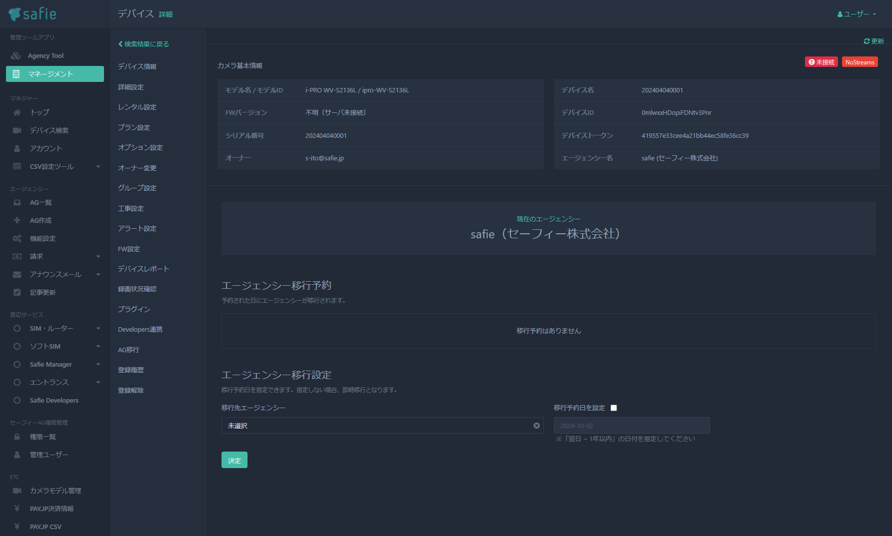 safie
デバイス 詳細
ユーザー
管理ツールアプリ
Agency Tool
マネージメント
マネジャー
トップ
デバイス検索
アカウント
CSV設定ツール
エージェンシー
AG一覧
AG作成
機能設定
請求
アナウンスメール
記事更新
周辺サービス
SIM・ルーター
ソフトSIM
Safie Manager
エントランス
Safie Developers
セーフィーAG権限管理
権限一覧
管理ユーザー
ETC
カメラモデル管理
PAY.JP決済情報
PAY.JP CSV
検索結果に戻る
デバイス情報
詳細設定
レンタル設定
プラン設定
オプション設定
オーナー変更
グループ設定
工事設定
アラート設定
FW設定
デバイスレポート
録画状況確認
プラグイン
Developers連携
AG移行
登録履歴
登録解除
更新
カメラ基本情報
未接続 NoStreams
モデル名 / モデルID i-PRO WV-S2136L / ipro-WV-S2136L
FWバージョン 不明（サーバ未接続）
シリアル番号 202404040001
オーナー s-ito@safie.jp
デバイス名 202404040001
デバイスID 0mlwxxHDopiFDNtv3Pnr
デバイストークン 419557e33cee4a21bb44ec58fe36cc39
エージェンシー名 safie (セーフィー株式会社)
現在のエージェンシー
safie（セーフィー株式会社）
エージェンシー移行予約
予約された日にエージェンシーが移行されます。
移行予約はありません
エージェンシー移行設定
移行予約日を指定できます。指定しない場合、即時移行となります。
移行先エージェンシー
未選択
移行予約日を設定
2024-10-02
※「翌日 ~ 1年以内」の日付を指定してください
決定